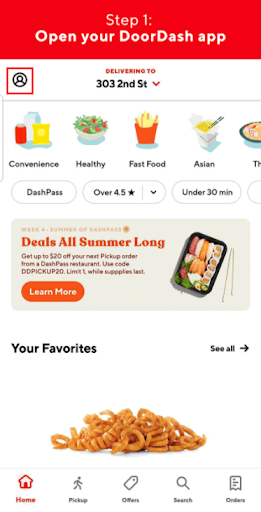 Step 1:
Open your DoorDash app
DELIVERING TO
303 2nd St
Convenience Healthy Fast Food Asian Th
DashPass Over 4.5 ★ Under 30 min
WEEK 4 • SUMMER OF DASHPASS
Deals All Summer Long
Get up to $20 off your next Pickup order
from a DashPass restaurant. Use code
DDPICKUP20. Limit 1, while suppplies last.
Learn More
Your Favorites See all →
Home Pickup Offers Search Orders